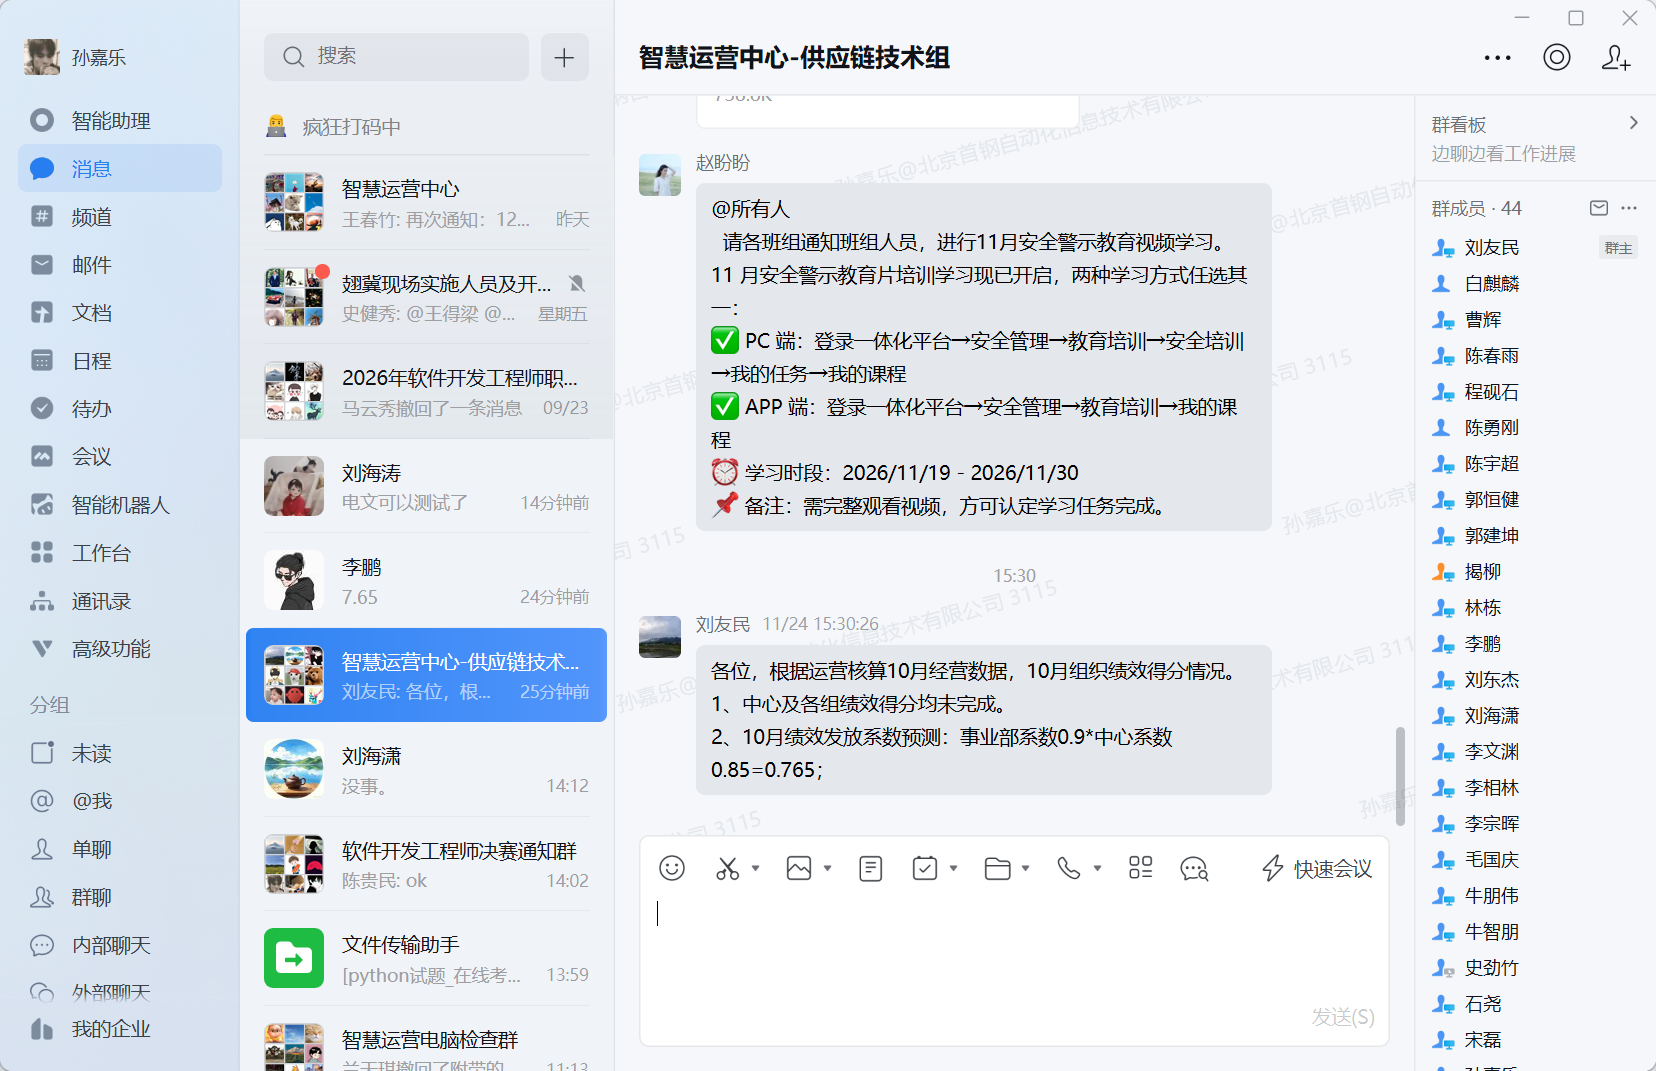 孙嘉乐
智能助理
消息
频道
邮件
文档
日程
待办
会议
智能机器人
工作台
通讯录
高级功能
分组
未读
@我
单聊
群聊
内部聊天
外部聊天
我的企业
搜索
疯狂打码中
智慧运营中心
王春竹: 再次通知：12... 昨天
翅冀现场实施人员及开...
史健秀: @王得梁 @... 星期五
2026年软件开发工程师职...
马云秀撤回了一条消息 09/23
刘海涛
电文可以测试了 14分钟前
李鹏
7.65 24分钟前
智慧运营中心-供应链技术...
刘友民: 各位，根... 25分钟前
刘海潇
没事。 14:12
软件开发工程师决赛通知群
陈贵民: ok 14:02
文件传输助手
[python试题_在线考... 13:59
智慧运营电脑检查群
11:13
智慧运营中心-供应链技术组
赵盼盼
@所有人
请各班组通知班组人员，进行11月安全警示教育视频学习。
11 月安全警示教育片培训学习现已开启，两种学习方式任选其
一：
✅ PC 端：登录一体化平台→安全管理→教育培训→安全培训
→我的任务→我的课程
✅ APP 端：登录一体化平台→安全管理→教育培训→我的课
程
⏰ 学习时段：2026/11/19 - 2026/11/30
📌 备注：需完整观看视频，方可认定学习任务完成。
15:30
刘友民 11/24 15:30:26
各位，根据运营核算10月经营数据，10月组织绩效得分情况。
1、中心及各组绩效得分均未完成。
2、10月绩效发放系数预测：事业部系数0.9*中心系数
0.85=0.765；
快速会议
发送(S)
群看板
边聊边看工作进展
群成员 · 44
刘友民 群主
白麒麟
曹辉
陈春雨
程砚石
陈勇刚
陈宇超
郭恒健
郭建坤
揭柳
林栋
李鹏
刘东杰
刘海潇
李文渊
李相林
李宗晖
毛国庆
牛朋伟
牛智朋
史劲竹
石尧
宋磊
孙嘉乐@北京首钢自动化信息技术有限公司 3115